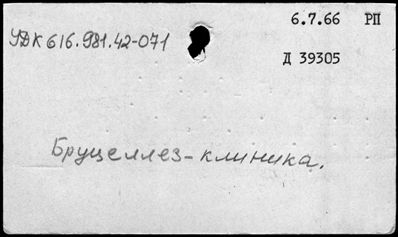 6.7.66 РП
УДК 616.981.42-071
Д 39305
Бруцеллез-клиника.